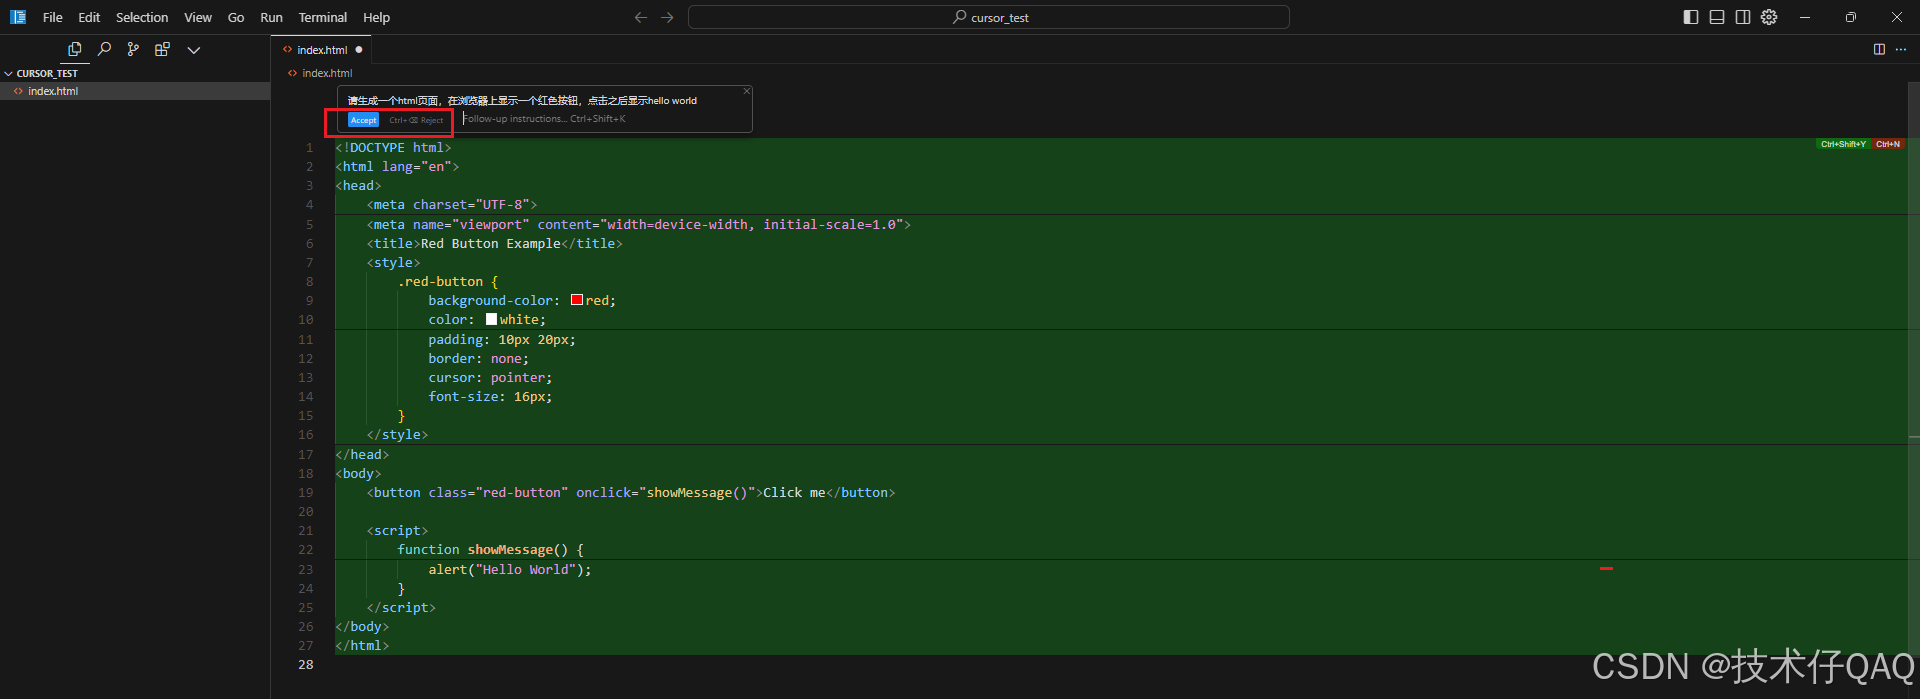 File Edit Selection View Go Run Terminal Help
cursor_test
index.html
CURSOR_TEST
index.html
index.html
请生成一个html页面，在浏览器上显示一个红色按钮，点击之后显示hello world
Accept Ctrl+⌫ Reject Follow-up instructions... Ctrl+Shift+K
Ctrl+Shift+Y Ctrl+N
1 <!DOCTYPE html>
2 <html lang="en">
3 <head>
4 <meta charset="UTF-8">
5 <meta name="viewport" content="width=device-width, initial-scale=1.0">
6 <title>Red Button Example</title>
7 <style>
8 .red-button {
9 background-color: red;
10 color: white;
11 padding: 10px 20px;
12 border: none;
13 cursor: pointer;
14 font-size: 16px;
15 }
16 </style>
17 </head>
18 <body>
19 <button class="red-button" onclick="showMessage()">Click me</button>
20
21 <script>
22 function showMessage() {
23 alert("Hello World");
24 }
25 </script>
26 </body>
27 </html>
28
CSDN @技术仔QAQ